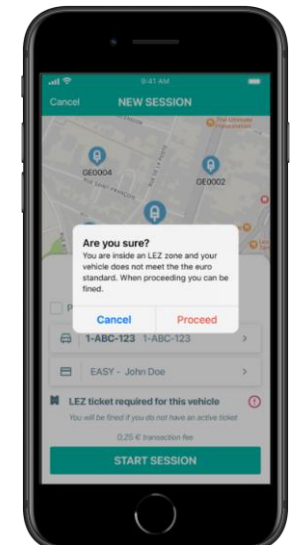 9:41 AM
Cancel NEW SESSION
GE0004
GE0002
RUE SAINT-FRANÇOIS
Are you sure?
You are inside an LEZ zone and your
vehicle does not meet the the euro
standard. When proceeding you can be
fined.
Cancel Proceed
P
1-ABC-123 1-ABC-123
EASY - John Doe
LEZ ticket required for this vehicle
You will be fined if you do not have an active ticket
0,25 € transaction fee
START SESSION